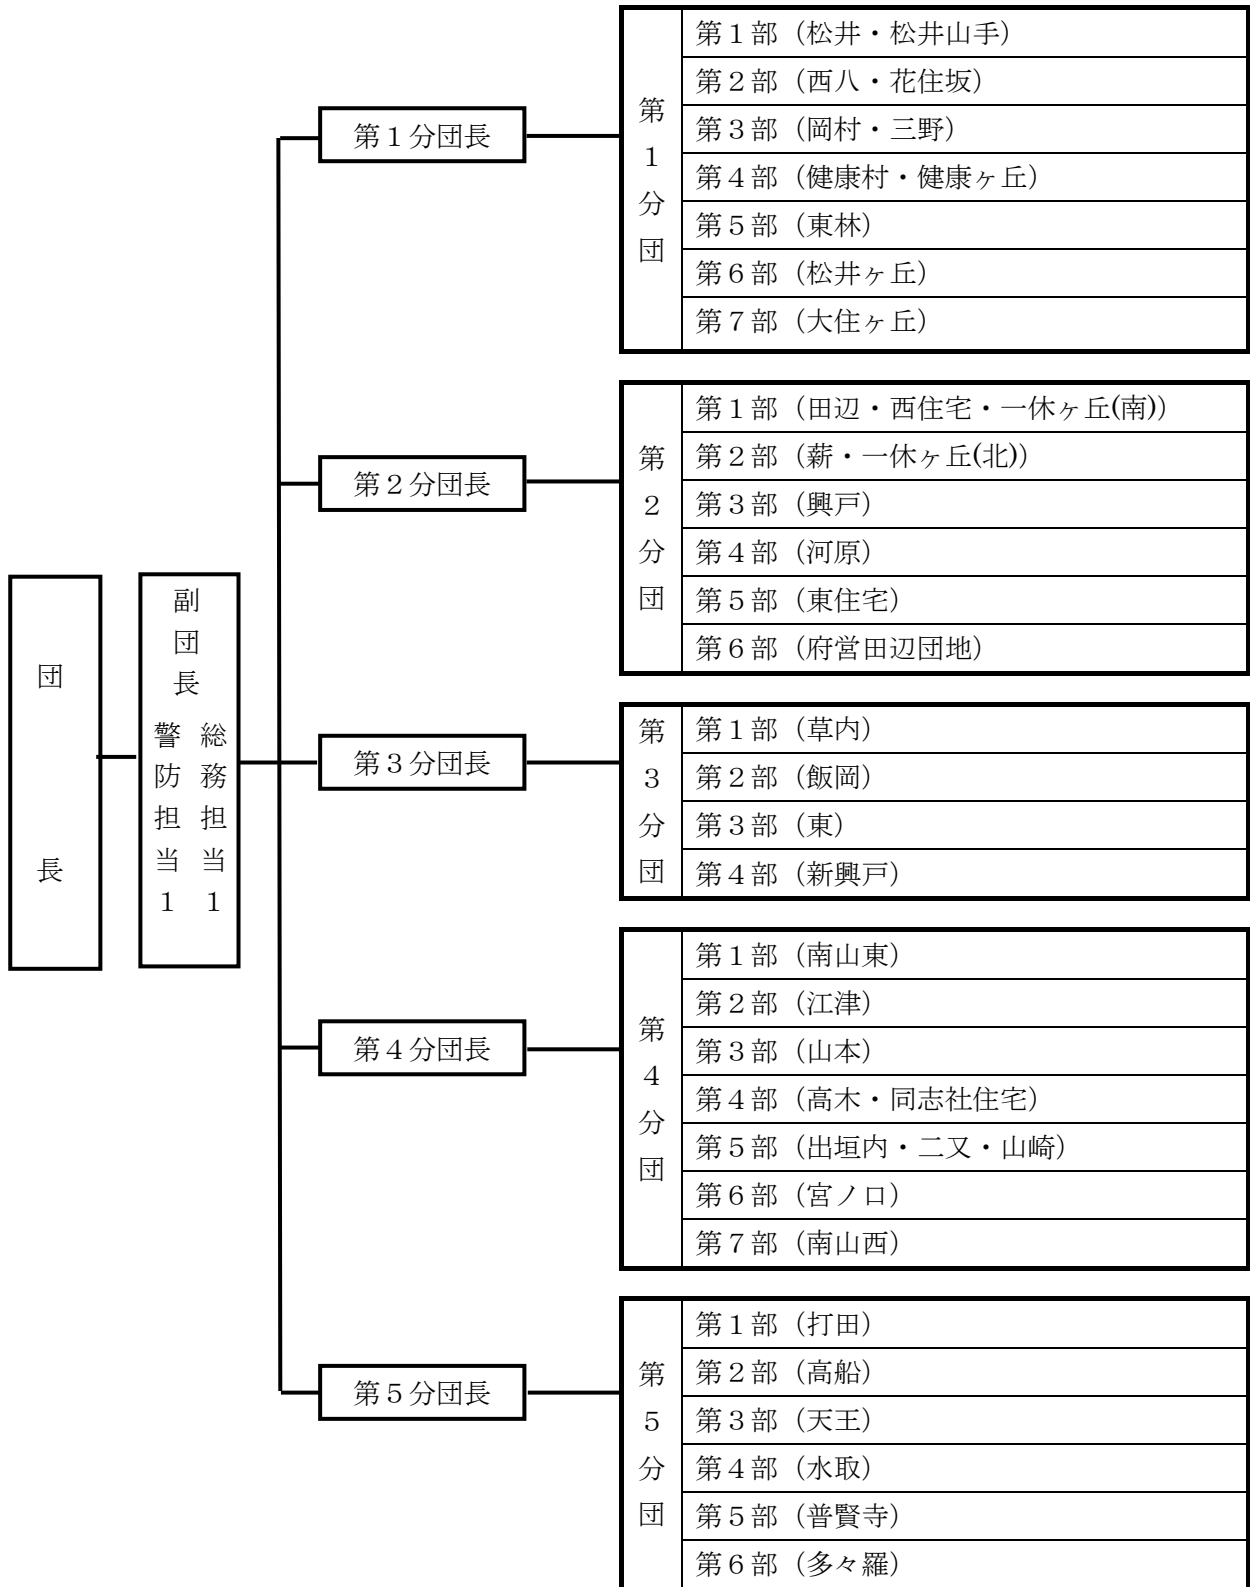 団長
副団長
総務担当１
警防担当１
第１分団長
第１分団
第１部（松井・松井山手）
第２部（西八・花住坂）
第３部（岡村・三野）
第４部（健康村・健康ヶ丘）
第５部（東林）
第６部（松井ヶ丘）
第７部（大住ヶ丘）
第２分団長
第２分団
第１部（田辺・西住宅・一休ヶ丘(南)）
第２部（薪・一休ヶ丘(北)）
第３部（興戸）
第４部（河原）
第５部（東住宅）
第６部（府営田辺団地）
第３分団長
第３分団
第１部（草内）
第２部（飯岡）
第３部（東）
第４部（新興戸）
第４分団長
第４分団
第１部（南山東）
第２部（江津）
第３部（山本）
第４部（高木・同志社住宅）
第５部（出垣内・二又・山崎）
第６部（宮ノ口）
第７部（南山西）
第５分団長
第５分団
第１部（打田）
第２部（高船）
第３部（天王）
第４部（水取）
第５部（普賢寺）
第６部（多々羅）